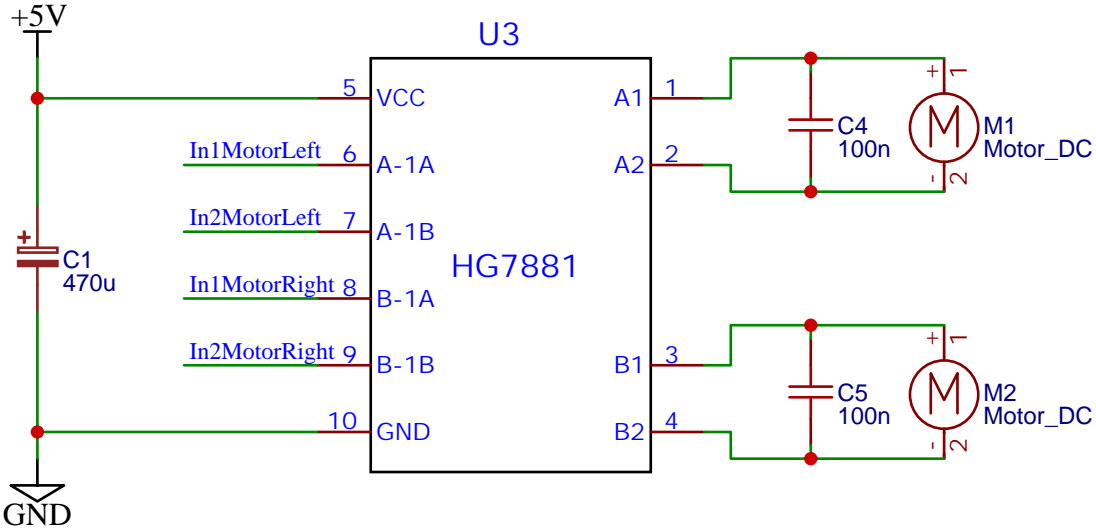 +5V
U3
5
VCC
A1
1
+
1
In1MotorLeft
6
A-1A
C4
100n
M
M1
Motor_DC
A2
2
-
2
In2MotorLeft
7
A-1B
+
C1
470u
HG7881
In1MotorRight
8
B-1A
In2MotorRight
9
B-1B
B1
3
+
1
C5
100n
M
M2
Motor_DC
10
GND
B2
4
-
2
GND